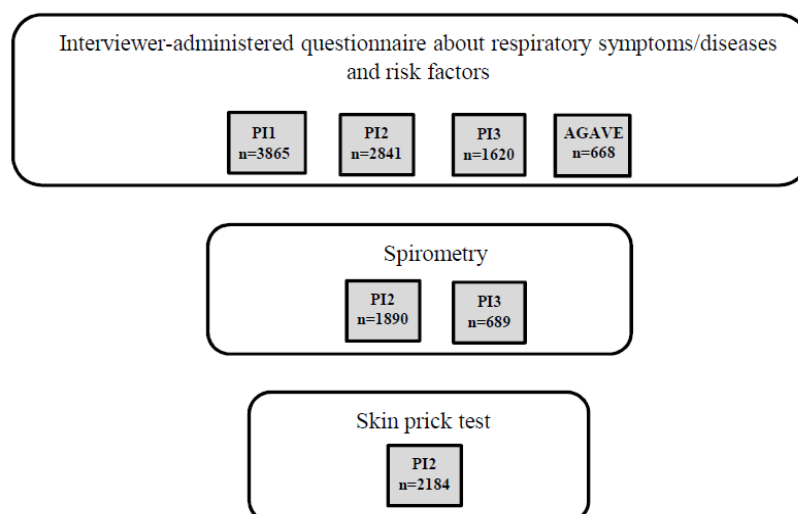 Interviewer-administered questionnaire about respiratory symptoms/diseases
and risk factors
PI1
n=3865
PI2
n=2841
PI3
n=1620
AGAVE
n=668
Spirometry
PI2
n=1890
PI3
n=689
Skin prick test
PI2
n=2184